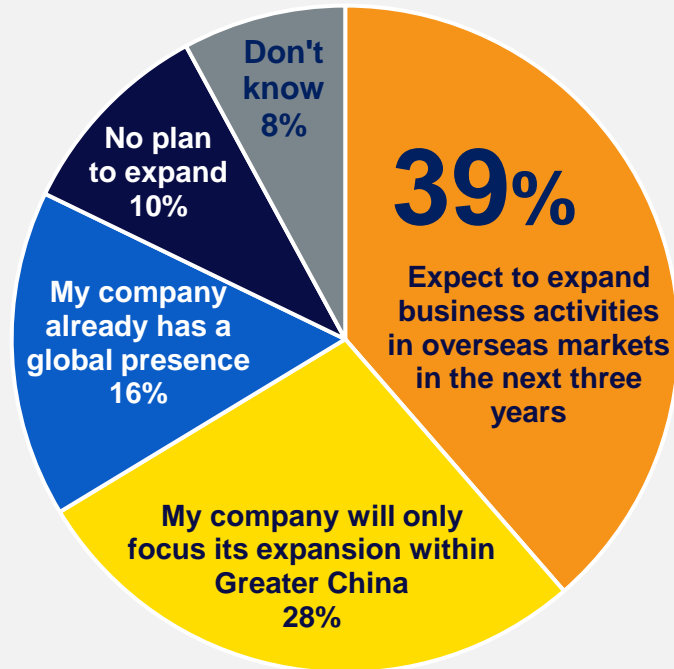 39%
Expect to expand
business activities
in overseas markets
in the next three
years
My company will only
focus its expansion within
Greater China
28%
My company
already has a
global presence
16%
No plan
to expand
10%
Don't
know
8%